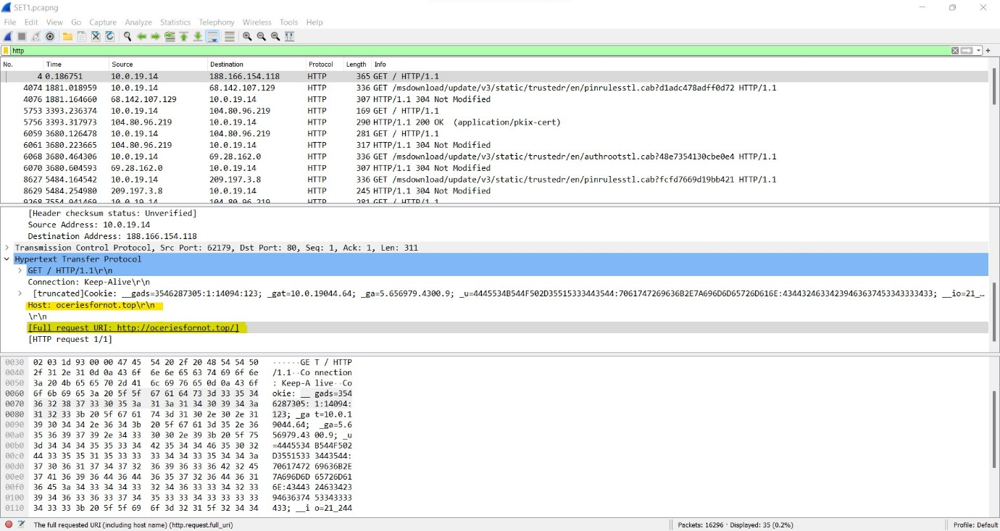 SET1.pcapng
File Edit View Go Capture Analyze Statistics Telephony Wireless Tools Help
http
No. Time Source Destination Protocol Length Info
4 0.186751 10.0.19.14 188.166.154.118 HTTP 365 GET / HTTP/1.1
4074 1881.018959 10.0.19.14 68.142.107.129 HTTP 336 GET /msdownload/update/v3/static/trustedr/en/pinrulesstl.cab?d1adc478adff0d72 HTTP/1.1
4076 1881.164660 68.142.107.129 10.0.19.14 HTTP 307 HTTP/1.1 304 Not Modified
5753 3393.236374 10.0.19.14 104.80.96.219 HTTP 169 GET / HTTP/1.1
5756 3393.317973 104.80.96.219 10.0.19.14 HTTP 290 HTTP/1.1 200 OK (application/pkix-cert)
6059 3680.126478 10.0.19.14 104.80.96.219 HTTP 281 GET / HTTP/1.1
6061 3680.223665 104.80.96.219 10.0.19.14 HTTP 317 HTTP/1.1 304 Not Modified
6068 3680.464306 10.0.19.14 69.28.162.0 HTTP 336 GET /msdownload/update/v3/static/trustedr/en/authrootstl.cab?48e7354130cbe0e4 HTTP/1.1
6070 3680.604593 69.28.162.0 10.0.19.14 HTTP 307 HTTP/1.1 304 Not Modified
8627 5484.164542 10.0.19.14 209.197.3.8 HTTP 336 GET /msdownload/update/v3/static/trustedr/en/pinrulesstl.cab?fcfd7669d19bb421 HTTP/1.1
8629 5484.254980 209.197.3.8 10.0.19.14 HTTP 245 HTTP/1.1 304 Not Modified
9268 7554.941469 10.0.19.14 104.80.96.219 HTTP 281 GET / HTTP/1.1
[Header checksum status: Unverified]
Source Address: 10.0.19.14
Destination Address: 188.166.154.118
Transmission Control Protocol, Src Port: 62179, Dst Port: 80, Seq: 1, Ack: 1, Len: 311
Hypertext Transfer Protocol
GET / HTTP/1.1\r\n
Connection: Keep-Alive\r\n
[truncated]Cookie: __gads=3546287305:1:14094:123; _gat=10.0.19044.64; _ga=5.656979.4300.9; _u=4445534B544F502D35515333443544:7061747269636B2E7A696D6D65726D616E:43443246334239463637453343333433; __io=21_…
Host: oceriesfornot.top\r\n
\r\n
[Full request URI: http://oceriesfornot.top/]
[HTTP request 1/1]
0030 02 03 1d 93 00 00 47 45 54 20 2f 20 48 54 54 50 ······GE T / HTTP
0040 2f 31 2e 31 0d 0a 43 6f 6e 6e 65 63 74 69 6f 6e /1.1··Co nnection
0050 3a 20 4b 65 65 70 2d 41 6c 69 76 65 0d 0a 43 6f : Keep-A live··Co
0060 6f 6b 69 65 3a 20 5f 5f 67 61 64 73 3d 33 35 34 okie: __ gads=354
0070 36 32 38 37 33 30 35 3a 31 3a 31 34 30 39 34 3a 6287305: 1:14094:
0080 31 32 33 3b 20 5f 67 61 74 3d 31 30 2e 30 2e 31 123; _ga t=10.0.1
0090 39 30 34 34 2e 36 34 3b 20 5f 67 61 3d 35 2e 36 9044.64; _ga=5.6
00a0 35 36 39 37 39 2e 34 33 30 30 2e 39 3b 20 5f 75 56979.43 00.9; _u
00b0 3d 34 34 34 35 35 33 34 42 35 34 34 46 35 30 32 =4445534 B544F502
00c0 44 33 35 35 31 35 33 33 33 34 34 33 35 34 34 3a D3551533 3443544:
00d0 37 30 36 31 37 34 37 32 36 39 36 33 36 42 32 45 70617472 69636B2E
00e0 37 41 36 39 36 44 36 44 36 35 37 32 36 44 36 31 7A696D6D 65726D61
00f0 36 45 3a 34 33 34 34 33 32 34 36 33 33 34 32 33 6E:43443 24633423
0100 39 34 36 33 36 33 37 34 35 33 33 34 33 33 33 33 94636374 53343333
0110 34 33 33 3b 20 5f 5f 69 6f 3d 32 31 5f 32 34 34 433; __i o=21_244
The full requested URI (including host name) (http.request.full_uri)
Packets: 16296 · Displayed: 35 (0.2%)
Profile: Default